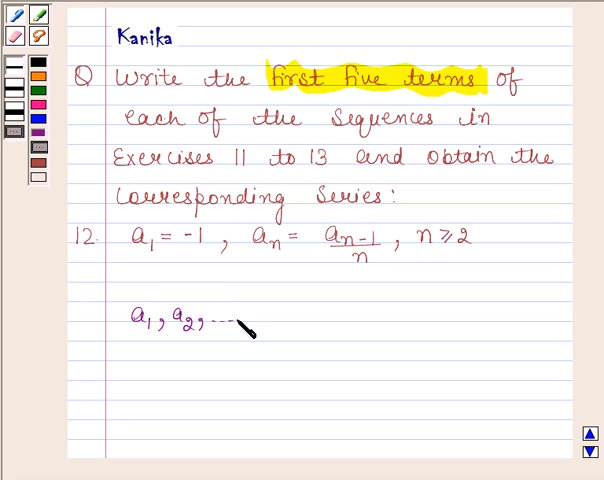 Kanika
Q Write the first five terms of
each of the Sequences in
Exercises 11 to 13 and obtain the
Corresponding Series:
12. a₁ = -1, aₙ = aₙ₋₁/n, n ≥ 2
a₁, a₂, ....